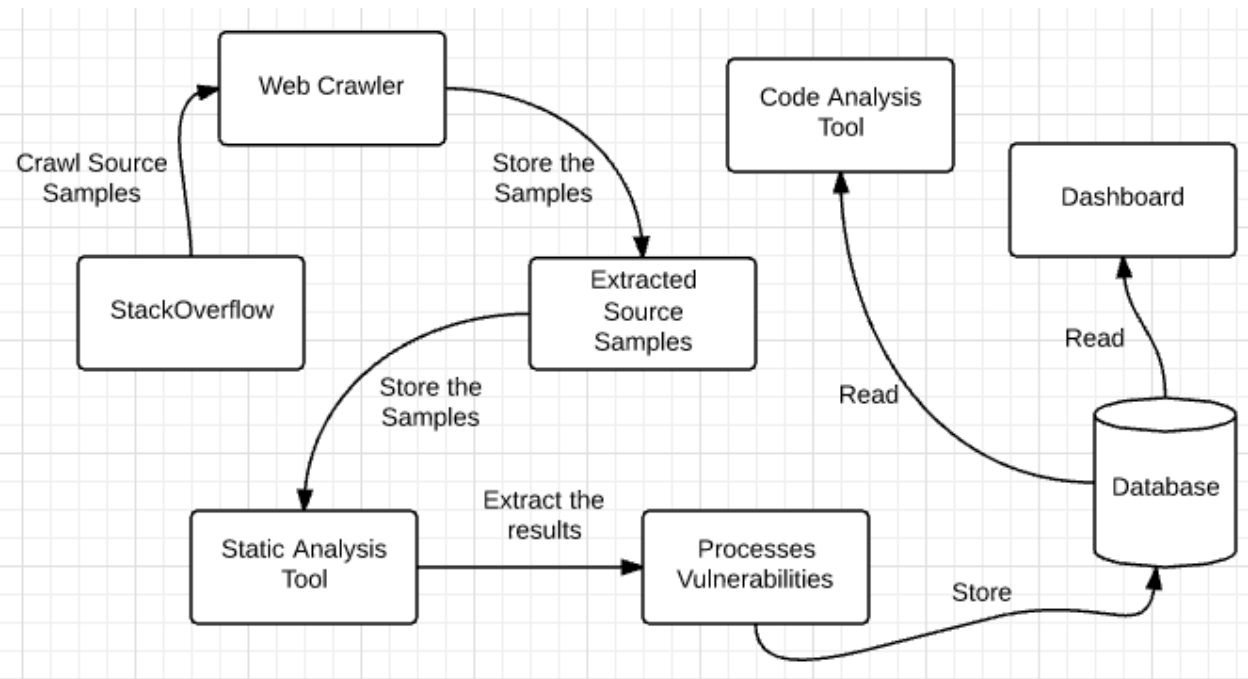 Web Crawler
Code Analysis
Tool
Crawl Source
Samples
Store the
Samples
Dashboard
StackOverflow
Extracted
Source
Samples
Read
Store the
Samples
Read
Database
Extract the
results
Static Analysis
Tool
Processes
Vulnerabilities
Store